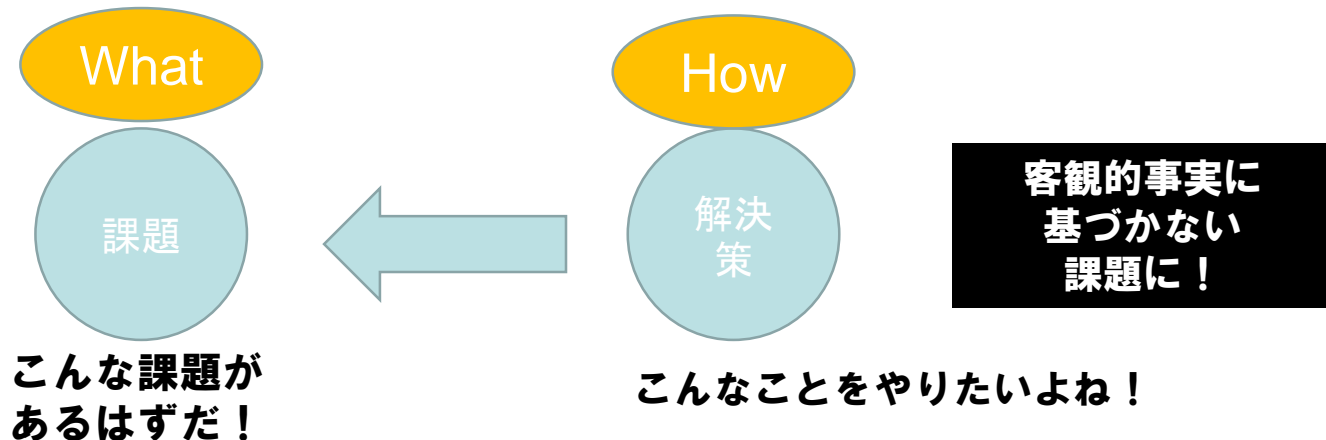 What
How
課題
解決
策
客観的事実に
基づかない
課題に！
こんな課題が
あるはずだ！
こんなことをやりたいよね！